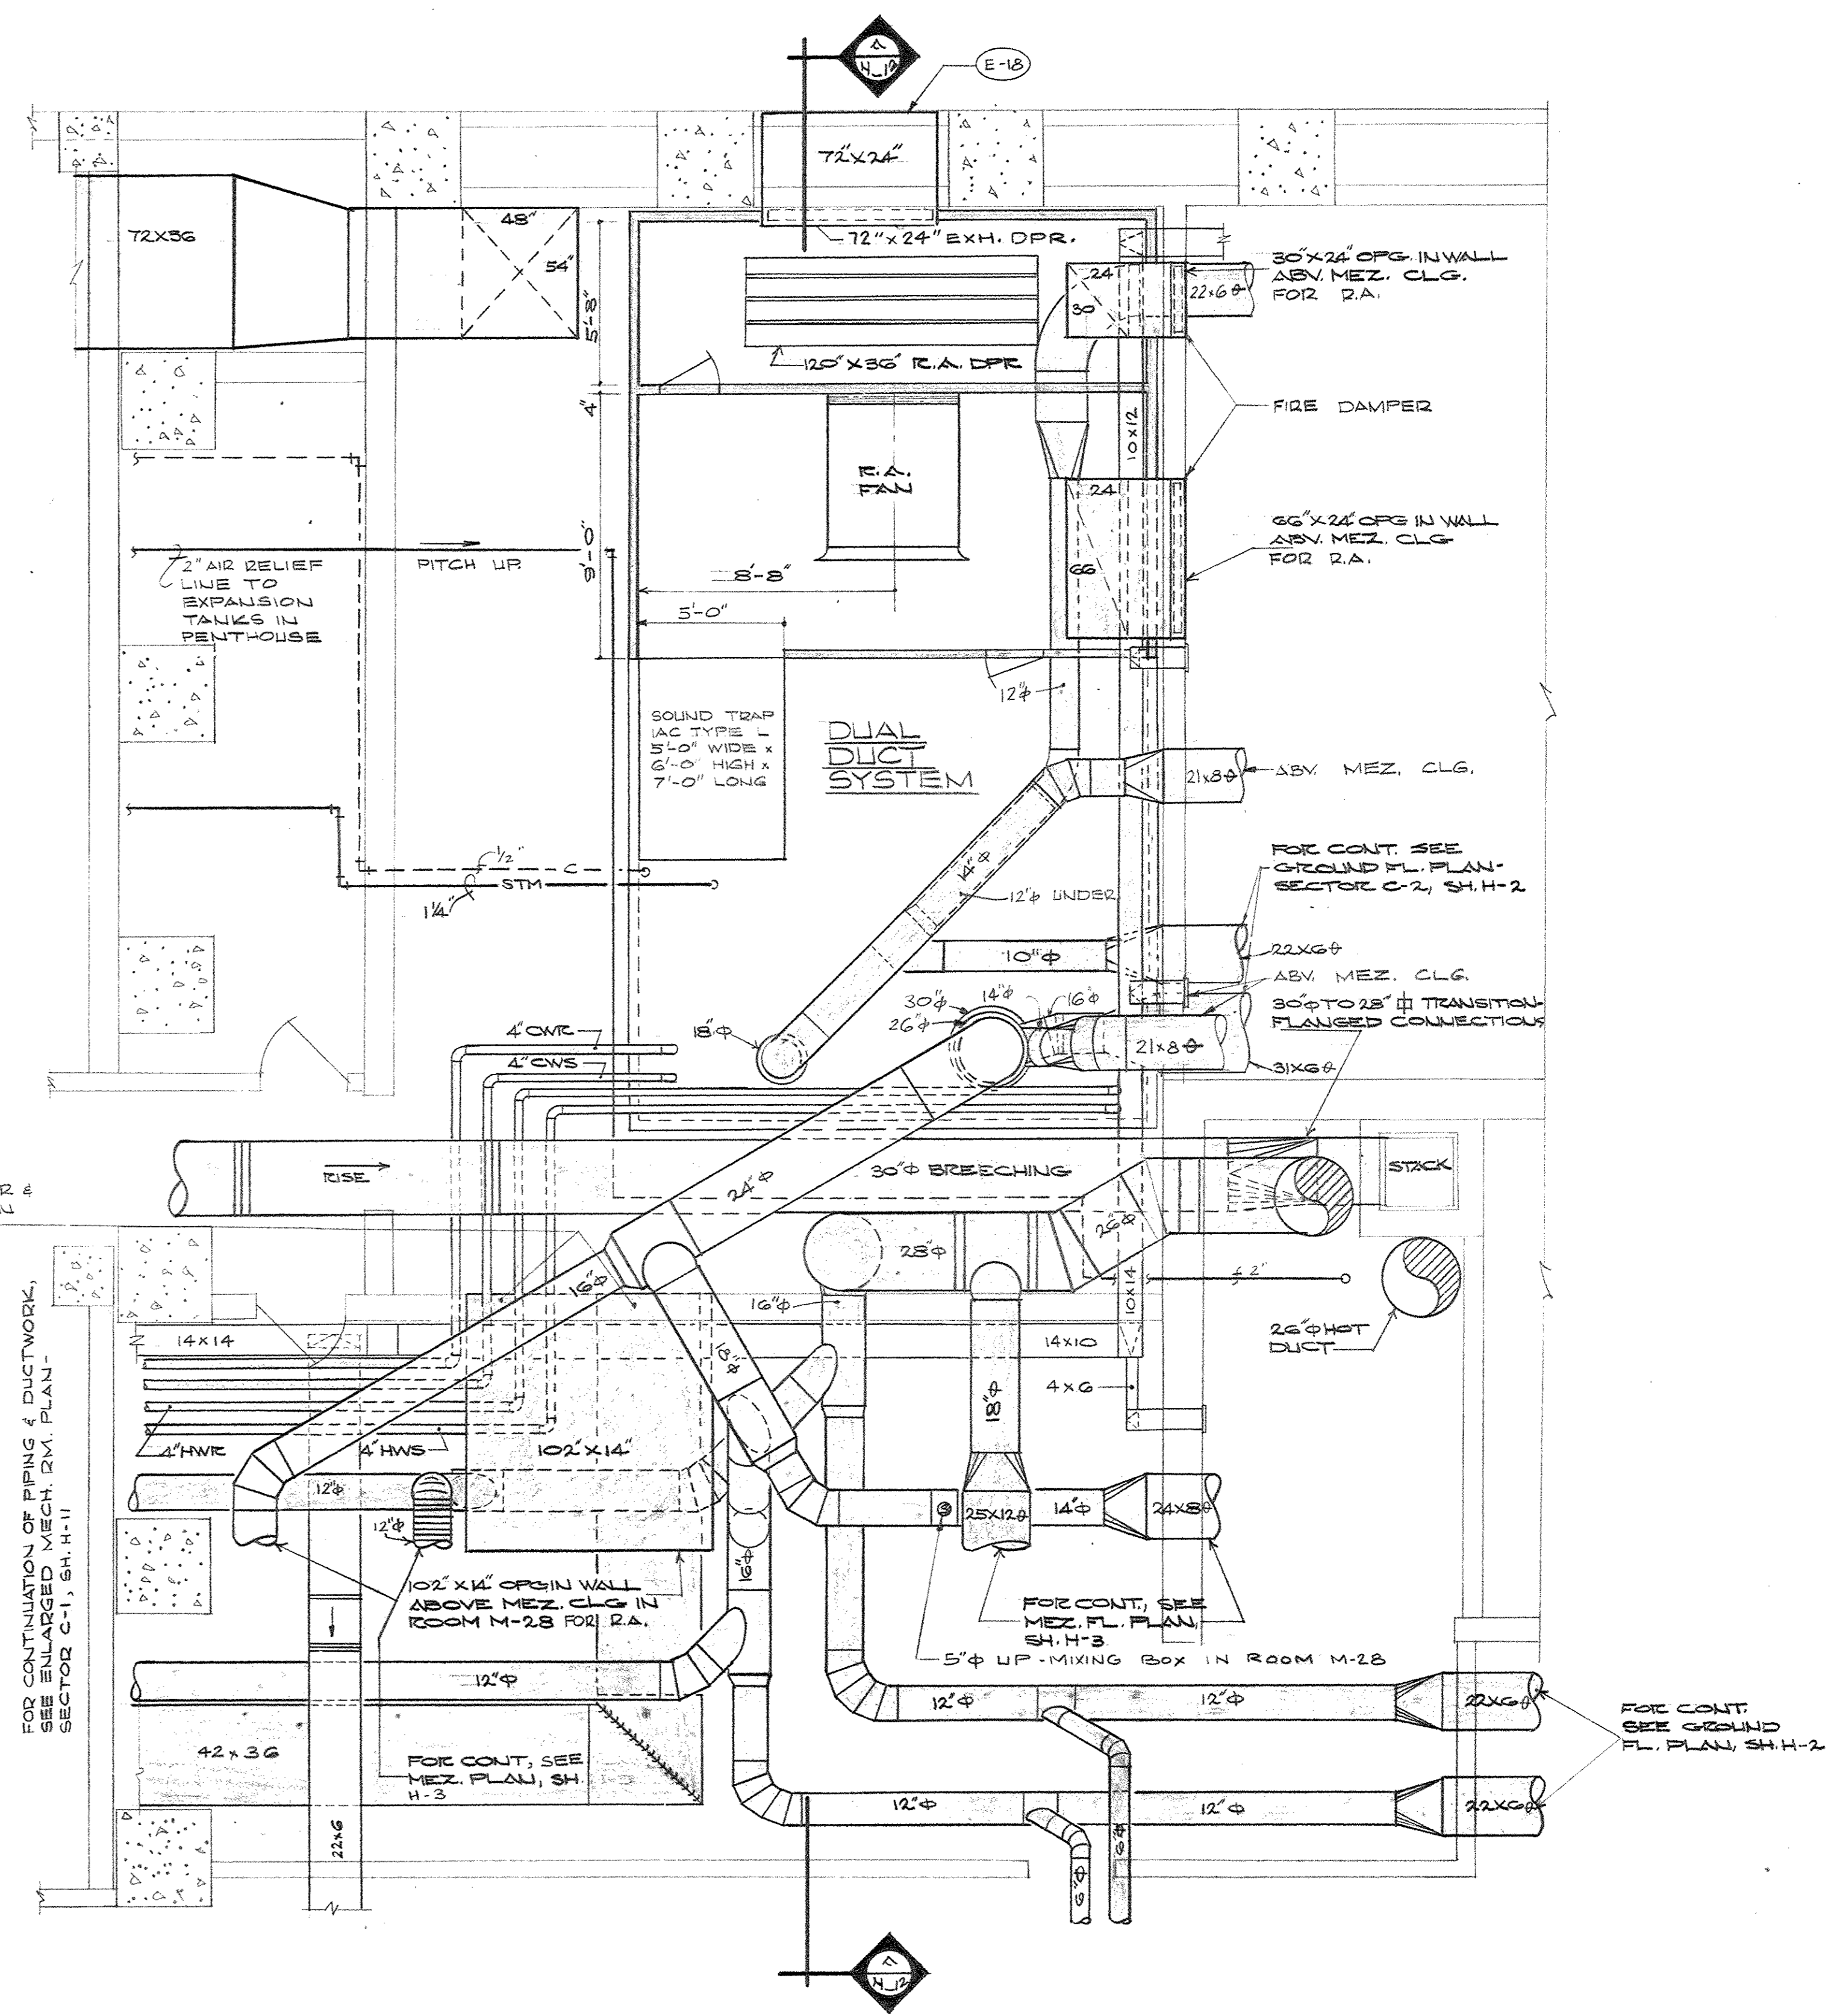 A
H-12
E-18
72"X24"
72X36
48"
54"
72"X24" EXH. DPR.
5'-8"
24
30
22x6⌀
30"X24" OPG. IN WALL
ABV. MEZ. CLG.
FOR R.A.
120"X36" R.A. DPR
4"
10X12
FIRE DAMPER
R.A.
FAN
24
66
66"X24" OPG IN WALL
ABV. MEZ. CLG
FOR R.A.
9'-0"
2" AIR RELIEF
LINE TO
EXPANSION
TANKS IN
PENTHOUSE
PITCH UP.
8'-8"
5'-0"
12"ϕ
SOUND TRAP
IAC TYPE L
5'-0" WIDE x
6'-0" HIGH x
7'-0" LONG
DUAL
DUCT
SYSTEM
21x8⌀
ABV. MEZ. CLG.
1/2"
C
STM
1¼"
14"ϕ
12"ϕ UNDER
FOR CONT. SEE
GROUND FL. PLAN-
SECTOR C-2, SH. H-2
10"ϕ
22X6⌀
ABV. MEZ. CLG.
30"ϕ
14"ϕ
16"ϕ
26"ϕ
30"ϕ TO 28" ⌀ TRANSITION-
FLANGED CONNECTIONS
4" CWR
4" CWS
18"ϕ
21x8⌀
31X6⌀
RISE
24"ϕ
30"ϕ BREECHING
STACK
R &
26"ϕ
28"ϕ
2"
16"ϕ
16"ϕ
10X14
26"ϕ HOT
DUCT
14X14
14X10
18"ϕ
4X6
18"ϕ
4"HWR
4"HWS
102"X14"
12"ϕ
12"ϕ
16"ϕ
25X12⌀
14"ϕ
24X8⌀
FOR CONTINUATION OF PIPING & DUCTWORK,
SEE ENLARGED MECH. RM. PLAN-
SECTOR C-1, SH. H-11
102"X14" OPG IN WALL
ABOVE MEZ. CLG IN
ROOM M-28 FOR R.A.
FOR CONT., SEE
MEZ. FL. PLAN,
SH. H-3
5"ϕ UP - MIXING BOX IN ROOM M-28
12"ϕ
12"ϕ
12"ϕ
22X6⌀
FOR CONT.
SEE GROUND
FL. PLAN, SH. H-2
42X36
FOR CONT, SEE
MEZ. PLAN, SH.
H-3
12"ϕ
12"ϕ
22X6⌀
22X6
6"ϕ
6"ϕ
A
H-12